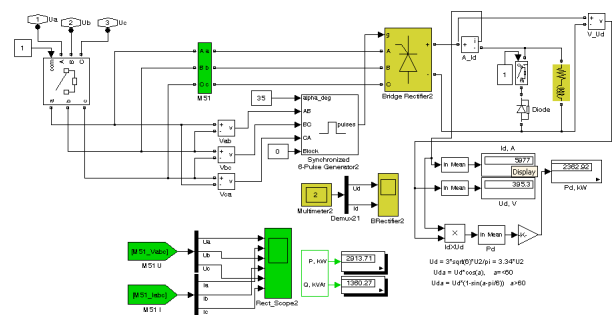 1 Ua 2 Ub 3 Uc
V_Ud
A_Id
com
A B C
A a
B b
C c
M51
Bridge Rectifier2
Diode
35
alpha_deg
AB
BC
CA
Block
pulses
0
Synchronized
6-Pulse Generator2
Vab
Vbc
Vca
Id, A
In Mean
5977
Display
In Mean
395.3
Ud, V
2362.92
Pd, kW
2
Multimeter2
Ud
Id
Demux21
BRectifier2
IdXUd
In Mean
Pd
[M51_Vabc]
M51 U
[M51_Iabc]
M51 I
Ua
Ub
Uc
Ia
Ib
Ic
Rect_Scope2
P, KW
2913.71
Q, kVAr
1360.27
Ud = 3*sqrt(6)*U2/pi = 3.34*U2
Uda = Ud*cos(a), a=<60
Uda = Ud*(1-sin(a-pi/6)) a>60